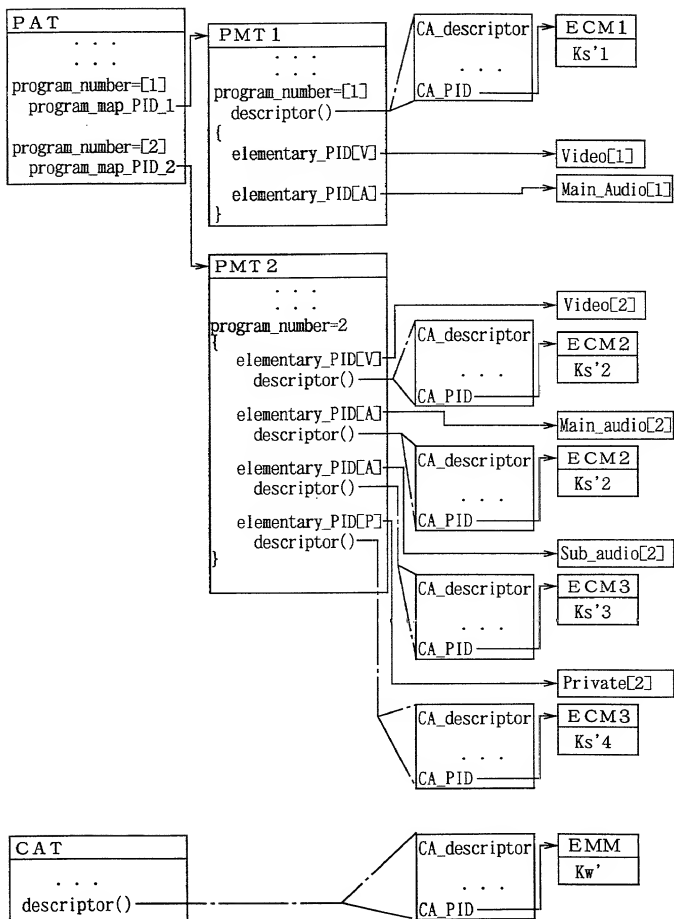 PAT
. . .
. . .
program_number=[1]
program_map_PID_1
program_number=[2]
program_map_PID_2
PMT1
. . .
. . .
program_number=[1]
descriptor()
{
elementary_PID[V]
elementary_PID[A]
}
CA_descriptor
. . .
CA_PID
ECM1
Ks'1
Video[1]
Main_Audio[1]
PMT2
. . .
. . .
program_number=2
{
elementary_PID[V]
descriptor()
elementary_PID[A]
descriptor()
elementary_PID[A]
descriptor()
elementary_PID[P]
descriptor()
}
Video[2]
CA_descriptor
. . .
CA_PID
ECM2
Ks'2
Main_audio[2]
CA_descriptor
. . .
CA_PID
ECM2
Ks'2
Sub_audio[2]
CA_descriptor
. . .
CA_PID
ECM3
Ks'3
Private[2]
CA_descriptor
. . .
CA_PID
ECM3
Ks'4
CAT
. . .
descriptor()
CA_descriptor
. . .
CA_PID
EMM
Kw'